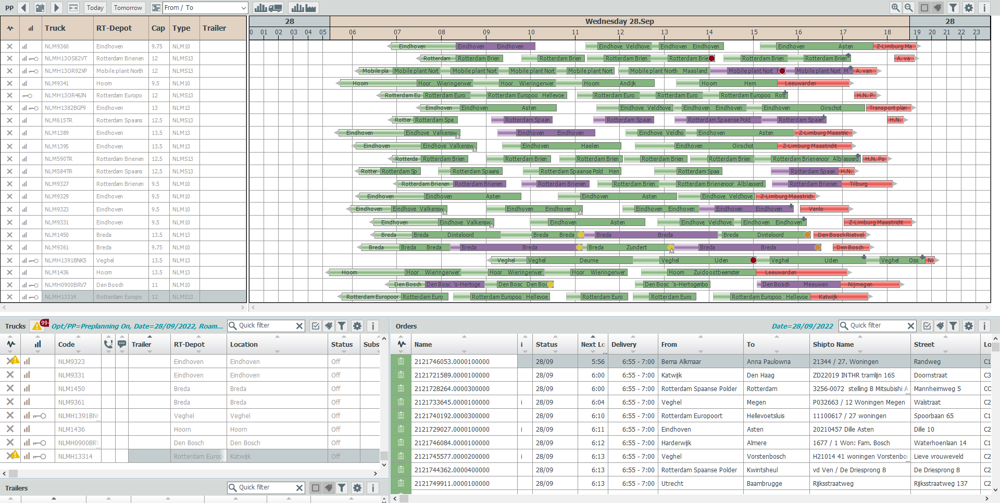 PP Today Tomorrow From / To
28 Wednesday 28.Sep 28
Truck RT-Depot Cap Type Trailer
0 01 02 03 04 05 06 07 08 09 10 11 12 13 14 15 16 17 18 19 20 21 22 23
NLM9360 Eindhoven 9.75 NLM10 Eindhoven Eindhoven Eindhoven Eindhove Veldhove Eindhoven Eindhoven Eindhoven Asten Z-Limburg Ma
NLMH13OS82VT Rotterdam Brienen 12 NLMS13 Rotterdam Rotterdam Brien Rotterdam Brien Rotterdam Brien Rotterdam Brie Rotterdam Brien Rotterdam Brien A. va
NLMH13OR92XP Mobile plant North 12 NLMS13 Mobile pla Mobile plant Nort Mobile plant Nort Mobile plant Nort Mobile plant Nort Mobile plant North Maasland Mobile plant Nort Mobile plant Nort M A. van
NLM9341 Hoorn 9.5 NLM10 Hoorn Hoor Wieringerwer Hoor Wieringerwer Hoorn Andijk Hoorn Hem Leeuwarden
NLMH13OR46JN Rotterdam Europo 12 NLMS13 Rotterdam Eu Rotterdam Euro Rotterdam Europoo Hellevoe Rotterdam Euro Rotterdam Euro Rotterdam Europoo Rott H.N. P
NLMH1382BGF9 Eindhoven 13 NLM13 Eindhoven Eindhoven Asten Eindhove Veldhove Eindhoven Eindhoven Eindhoven Oirschot Transport plan
NLM615TR Rotterdam Spaans 12.5 NLMS13 Rotter Rotterdam Spa Rotterdam Spaan Rotterdam Spaan Rotterdam Spaanse Pold Rotterdam Spaan H.N.
NLM1389 Eindhoven 13.5 NLM13 Eindhoven Eindhove Valkensw Eindhoven Eindhoven Eindhove Veldho Eindhoven Asten Z-Limburg Maastric
NLM1395 Eindhoven 13.5 NLM13 Eindhoven Eindhove Valkensw Eindhoven Haelen Eindhoven Oirschot Z-Limburg Maastricht
NLM590TR Rotterdam Brienen 12.5 NLMS13 Rotterda Rotterdam Brien Rotterdam Brien Rotterdam Brien Rotterdam Brien Rotterdam Brien Rotterdam Brienenoor Alblasserd H.N. Po
NLM584TR Rotterdam Spaans 12.5 NLMS13 Rotter Rotterdam Sp Rotterdam Spaans Rotterdam Spaanse Pold Hen Rotterdam Spaa Rotterdam Spaan H.N.
NLM9327 Rotterdam Brienen 9.5 NLM10 Rotterdam Brienen Rotterdam Brienen Rotterdam Brienen Rotterdam Brien Rotterdam Brienenoor Alblasserd Rotterdam Brienen Tilburg
NLM9329 Eindhoven 9.5 NLM10 Eindhoven Eindhoven Asten Eindhoven Asten Eindhove Veldhove Z-Limburg Maastrich
NLM9323 Eindhoven 9.5 NLM10 Eindhoven Eindhove Valkensw Eindhoven Eindhoven Eindhoven Eindhoven Eindhoven Eindhoven Venlo
NLM9331 Eindhoven 9.5 NLM10 Eindhoven Eindhove Valkensw Eindhoven Asten Eindhove Veldhove Eindhoven Eindhoven Z-Limburg Maastricht
NLM1450 Breda 13.5 NLM13 Breda Breda Dinteloord Breda Breda Breda Breda Breda Dinteloord Den Bosch Rietvel
NLM9361 Breda 9.75 NLM10 Breda Breda Breda Breda Breda Breda Zundert Breda Breda Den Bosch
NLMH1391BNK5 Veghel 13.5 NLM13 Veghel Veghel Deurne Veghel Uden Veghel Uden Veghel Oss Ni
NLM1436 Hoorn 13.5 NLM13 Hoorn Hoor Wieringerwer Hoor Wieringerwer Hoor Wieringerwer Hoorn Zuidoostbeemster Leeuwarden
NLMH0900BRV7 Den Bosch 11 NLM10 Den Bosch Den Bosc 's-Hertoge Den Bosc Den Bos Den Bosc 's-Hertogenbo Den Bosch Meeuwen Nijmegen
NLMH13314 Rotterdam Europo 12 NLMS13 Rotterdam Europoor Rotterdam Euro Rotterdam Europoo Hellevoe Rotterdam Euro Rotterdam Euro Rotterdam Europoo Hellevoe Katwijk
Trucks 99- Opt/PP=Preplanning On, Date=28/09/2022, Roam... Quick filter
Code Trailer RT-Depot Location Status Subs
NLM9323 Eindhoven Eindhoven Off
NLM9331 Eindhoven Eindhoven Off
NLM1450 Breda Breda Off
NLM9361 Breda Breda Off
NLMH1391BNI Veghel Veghel Off
NLM1436 Hoorn Hoorn Off
NLMH0900BR\ Den Bosch Den Bosch Off
NLMH13314 Rotterdam Europ Katwijk Off
Trailers Quick filter
Orders Date=28/09/2022 Quick filter
Name i Status Next Lo Delivery From To Shipto Name Street Lo
2121746053.0000100000 28/09 5:56 6:55 - 7:00 Bema Alkmaar Anna Paulowna 21344 / 27. Woningen Randweg C1
2121721589.0000100000 28/09 6:00 6:55 - 7:00 Katwijk Den Haag ZD22019 INTHR tramlijn 16S Doornstraat C3
2121728264.0000300000 28/09 6:00 6:55 - 7:00 Rotterdam Spaanse Polder Rotterdam 3256-0072 stelling B Mitsubishi A Mannheimweg 5 CO
2121733645.0000100000 i 28/09 6:04 6:55 - 7:00 Veghel Megen P032663 / 12 Woningen Megen Walstraat C2
2121740192.0000300000 28/09 6:10 6:55 - 7:00 Rotterdam Europoort Hellevoetsluis 11100617 / 27 woningen Spoorbaan 65 C1
2121729027.0000100000 i 28/09 6:11 6:55 - 7:00 Eindhoven Asten 20210457 Dille Asten Dille 10 C2
2121746084.0000100000 28/09 6:12 6:55 - 7:00 Harderwijk Almere 1677 / 1 Won: Fam. Bosch Waterhoenlaan 14 C1
2121745577.0000200000 i 28/09 6:13 6:55 - 7:00 Veghel Vorstenbosch H21014 41 woningen Vorstenbo Lieve vrouweveld C2
2121744362.0000400000 28/09 6:13 6:55 - 7:00 Rotterdam Spaanse Polder Kwintsheul vd Ven / De Driesprong 8 De Driesprong 8 C2
2121749911.0000100000 28/09 6:13 6:55 - 7:00 Utrecht Baambrugge Rijksstraatweg Rijksstraatweg 137 C2